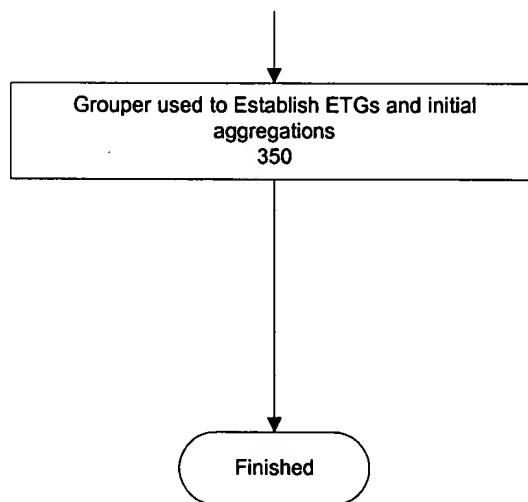 Grouper used to Establish ETGs and initial
aggregations
350
Finished